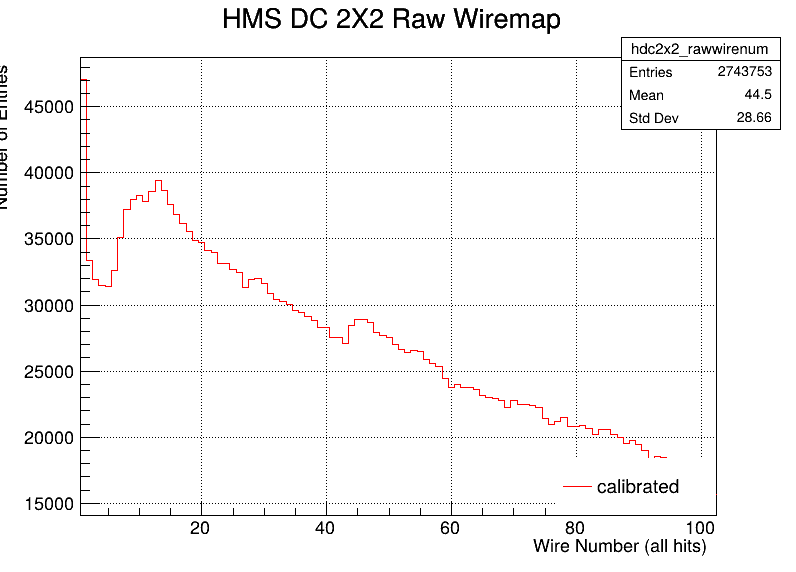 HMS DC 2X2 Raw Wiremap
hdc2x2_rawwirenum
Entries 2743753
Mean 44.5
Std Dev 28.66
Number of Entries
45000
40000
35000
30000
25000
20000
15000
calibrated
20 40 60 80 100
Wire Number (all hits)